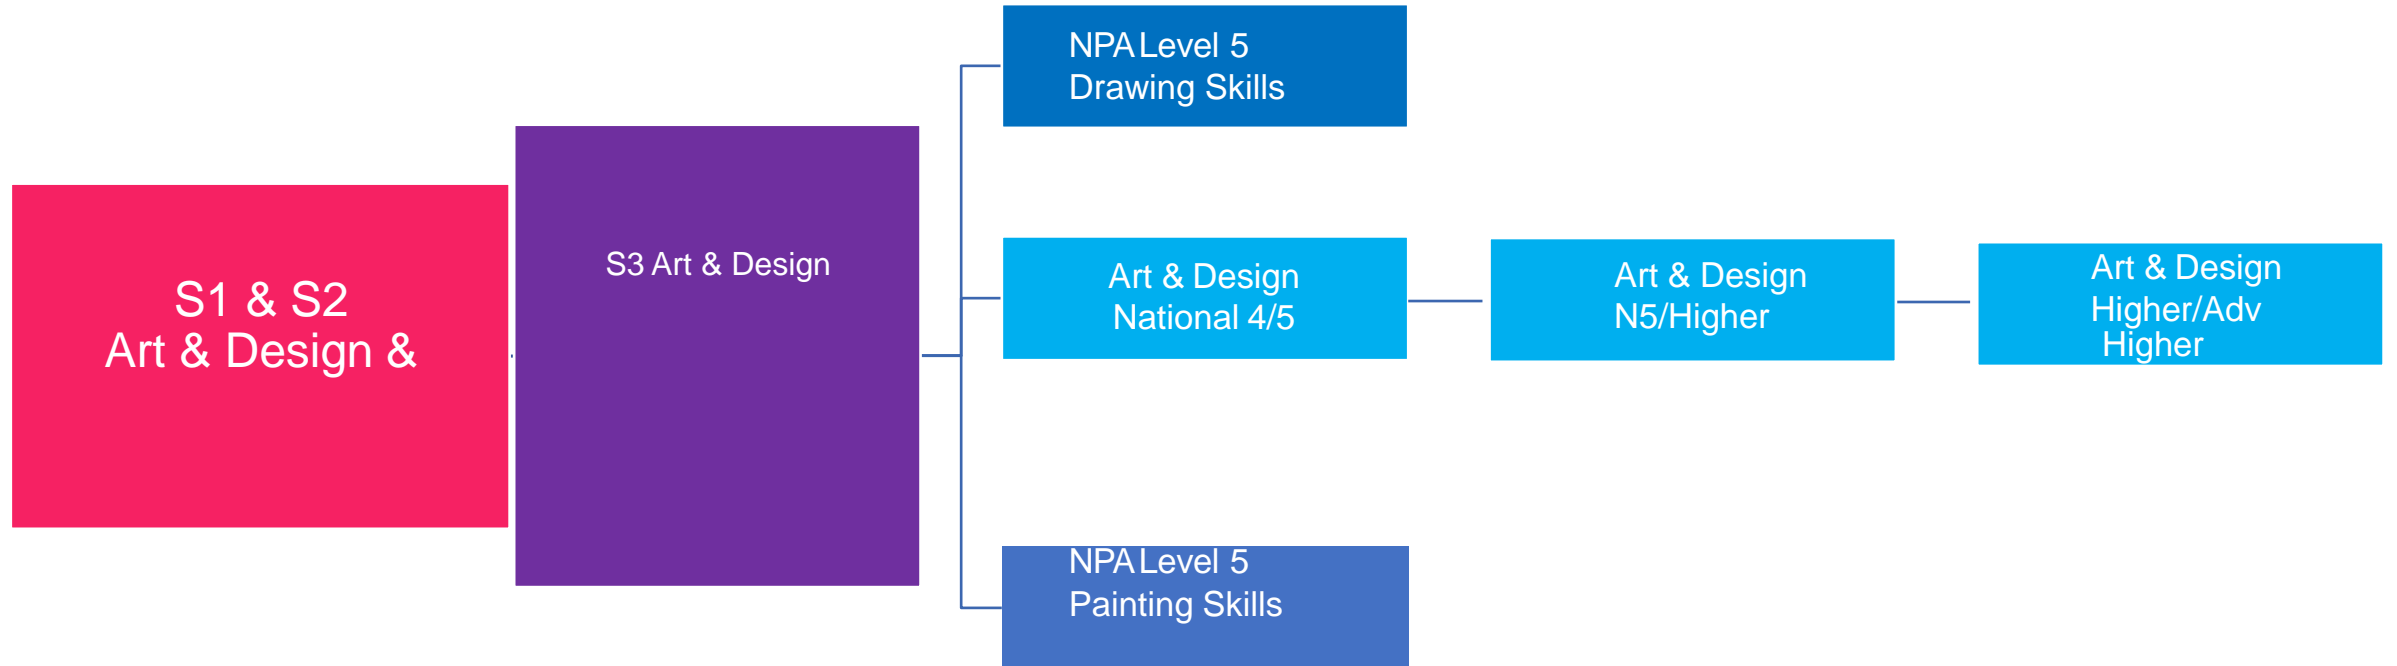 S1 & S2
Art & Design &
S3 Art & Design
NPA Level 5
Drawing Skills
Art & Design
National 4/5
Art & Design
N5/Higher
Art & Design
Higher/Adv
Higher
NPA Level 5
Painting Skills